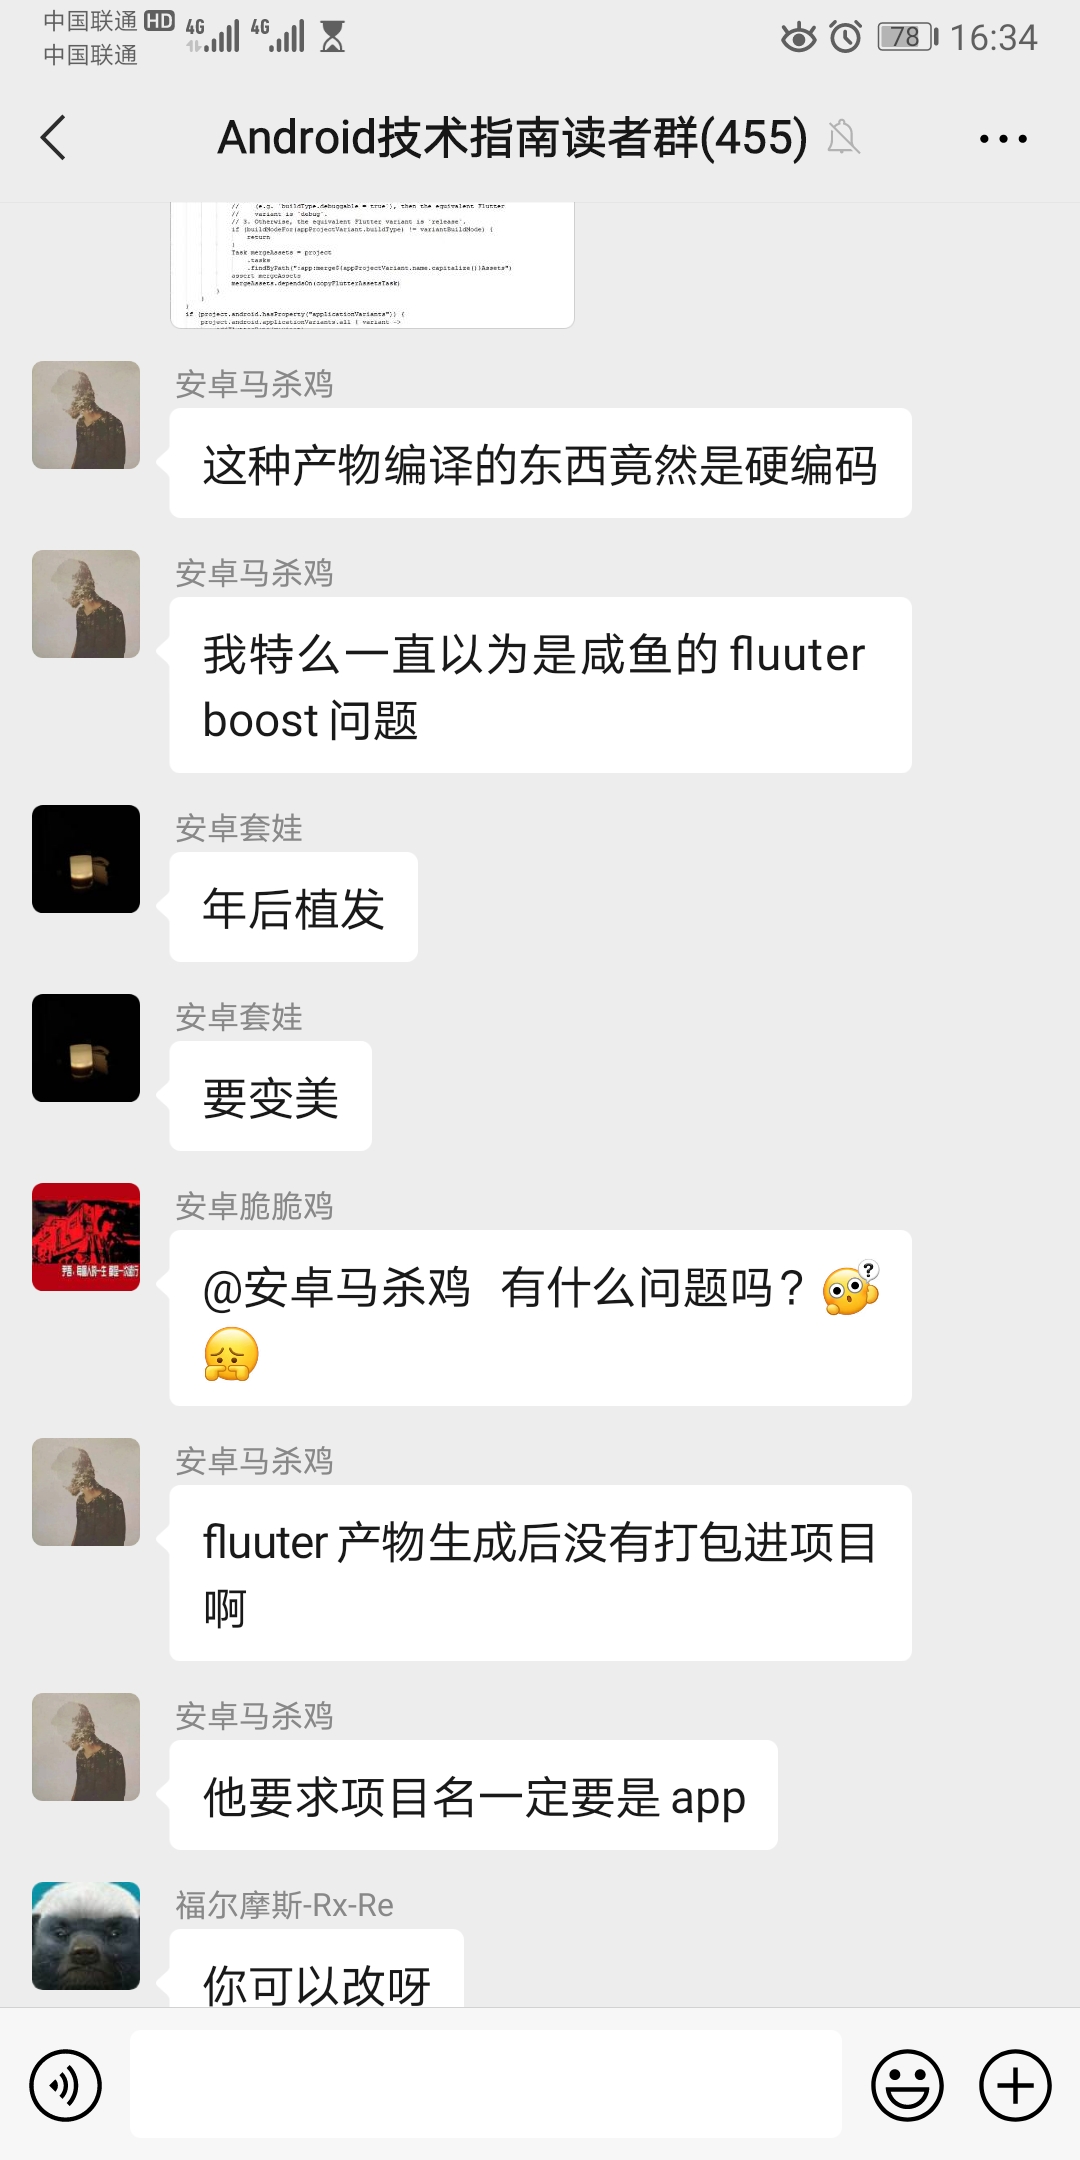 中国联通 HD 4G 4G 78 16:34
中国联通
Android技术指南读者群(455)
// (e.g. `buildType.debuggable = true`), then the equivalent Flutter
// variant is `debug`.
// 3. Otherwise, the equivalent Flutter variant is `release`.
if (buildModeFor(appProjectVariant.buildType) != variantBuildMode) {
return
}
Task mergeAssets = project
.tasks
.findByPath(":app:merge${appProjectVariant.name.capitalize()}Assets")
assert mergeAssets
mergeAssets.dependsOn(copyFlutterAssetsTask)
}
}
}
if (project.android.hasProperty("applicationVariants")) {
project.android.applicationVariants.all { variant ->
安卓马杀鸡
这种产物编译的东西竟然是硬编码
安卓马杀鸡
我特么一直以为是咸鱼的 fluuter
boost 问题
安卓套娃
年后植发
安卓套娃
要变美
安卓脆脆鸡
@安卓马杀鸡 有什么问题吗？
安卓马杀鸡
fluuter 产物生成后没有打包进项目
啊
安卓马杀鸡
他要求项目名一定要是 app
福尔摩斯-Rx-Re
你可以改呀